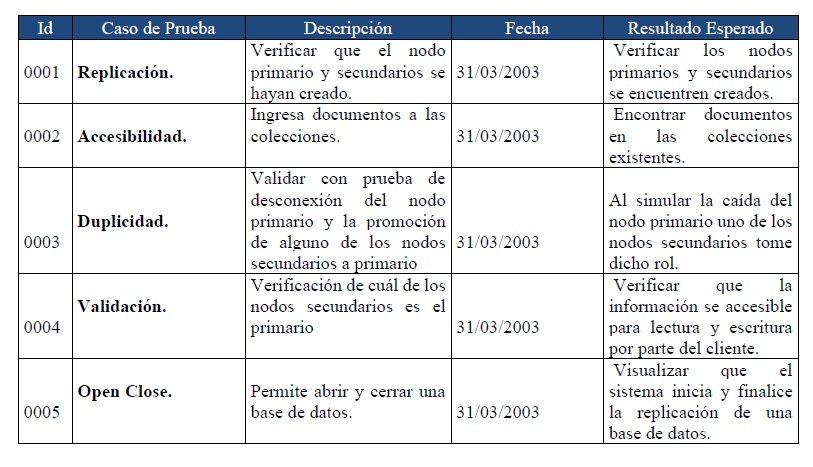 Id Caso de Prueba Descripción Fecha Resultado Esperado
0001 Replicación. Verificar que el nodo primario y secundarios se hayan creado. 31/03/2003 Verificar los nodos primarios y secundarios se encuentren creados.
0002 Accesibilidad. Ingresa documentos a las colecciones. 31/03/2003 Encontrar documentos en las colecciones existentes.
0003 Duplicidad. Validar con prueba de desconexión del nodo primario y la promoción de alguno de los nodos secundarios a primario 31/03/2003 Al simular la caída del nodo primario uno de los nodos secundarios tome dicho rol.
0004 Validación. Verificación de cuál de los nodos secundarios es el primario 31/03/2003 Verificar que la información se accesible para lectura y escritura por parte del cliente.
0005 Open Close. Permite abrir y cerrar una base de datos. 31/03/2003 Visualizar que el sistema inicia y finalice la replicación de una base de datos.